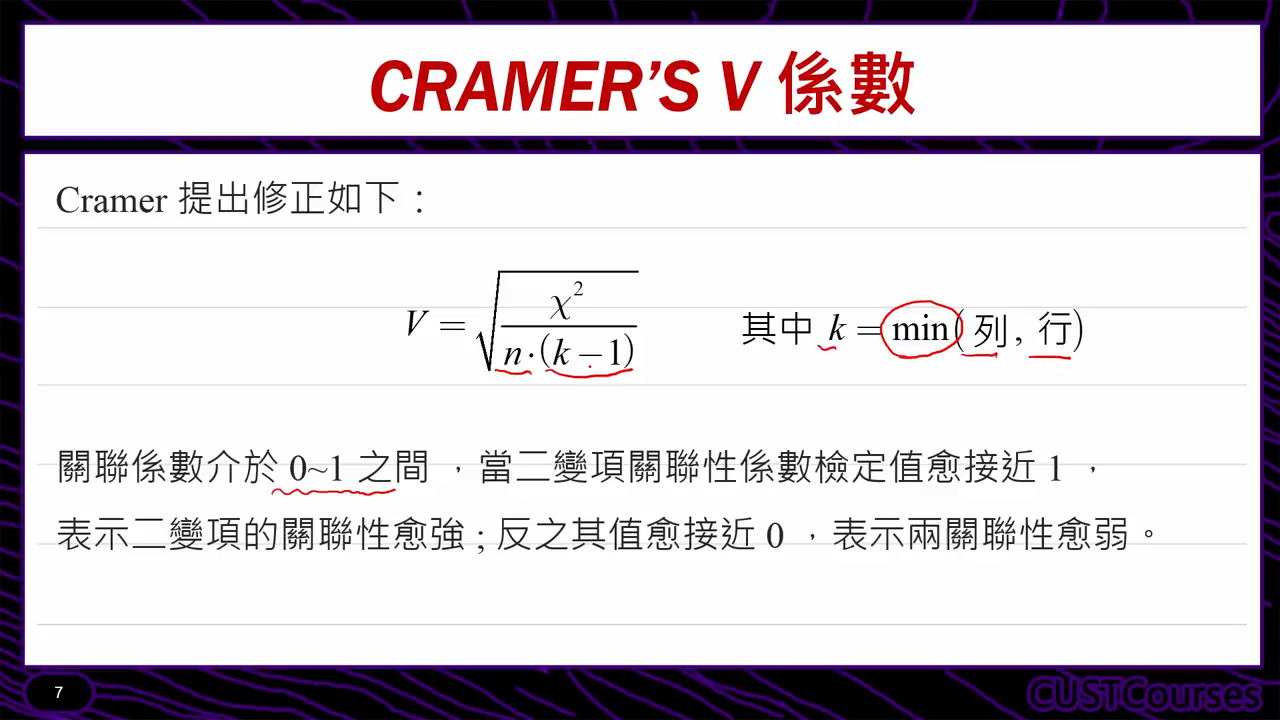 CRAMER’S V 係數
Cramer 提出修正如下：
V = √(χ² / n·(k−1))  其中 k = min(列, 行)
關聯係數介於 0~1 之間 ，當二變項關聯性係數檢定值愈接近 1 ，
表示二變項的關聯性愈強 ; 反之其值愈接近 0 ，表示兩關聯性愈弱。
7
CUSTCourses